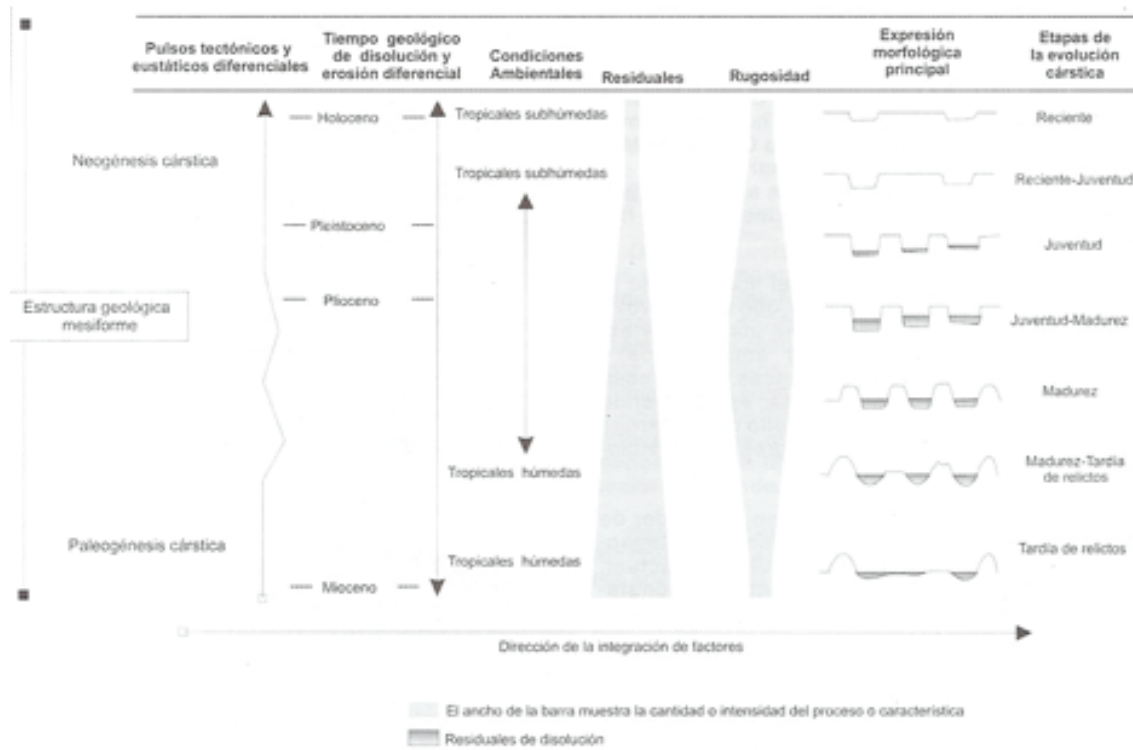 Pulsos tectónicos y
eustáticos diferenciales
Tiempo geológico
de disolución y
erosión diferencial
Condiciones
Ambientales
Residuales
Rugosidad
Expresión
morfológica
principal
Etapas de
la evolución
cárstica
Holoceno
Tropicales subhúmedas
Reciente
Neogénesis cárstica
Tropicales subhúmedas
Reciente-Juventud
Pleistoceno
Juventud
Estructura geológica
mesiforme
Plioceno
Juventud-Madurez
Madurez
Tropicales húmedas
Madurez-Tardía
de relictos
Paleogénesis cárstica
Tropicales húmedas
Tardía de relictos
Mioceno
Dirección de la integración de factores
El ancho de la barra muestra la cantidad o intensidad del proceso o característica
Residuales de disolución